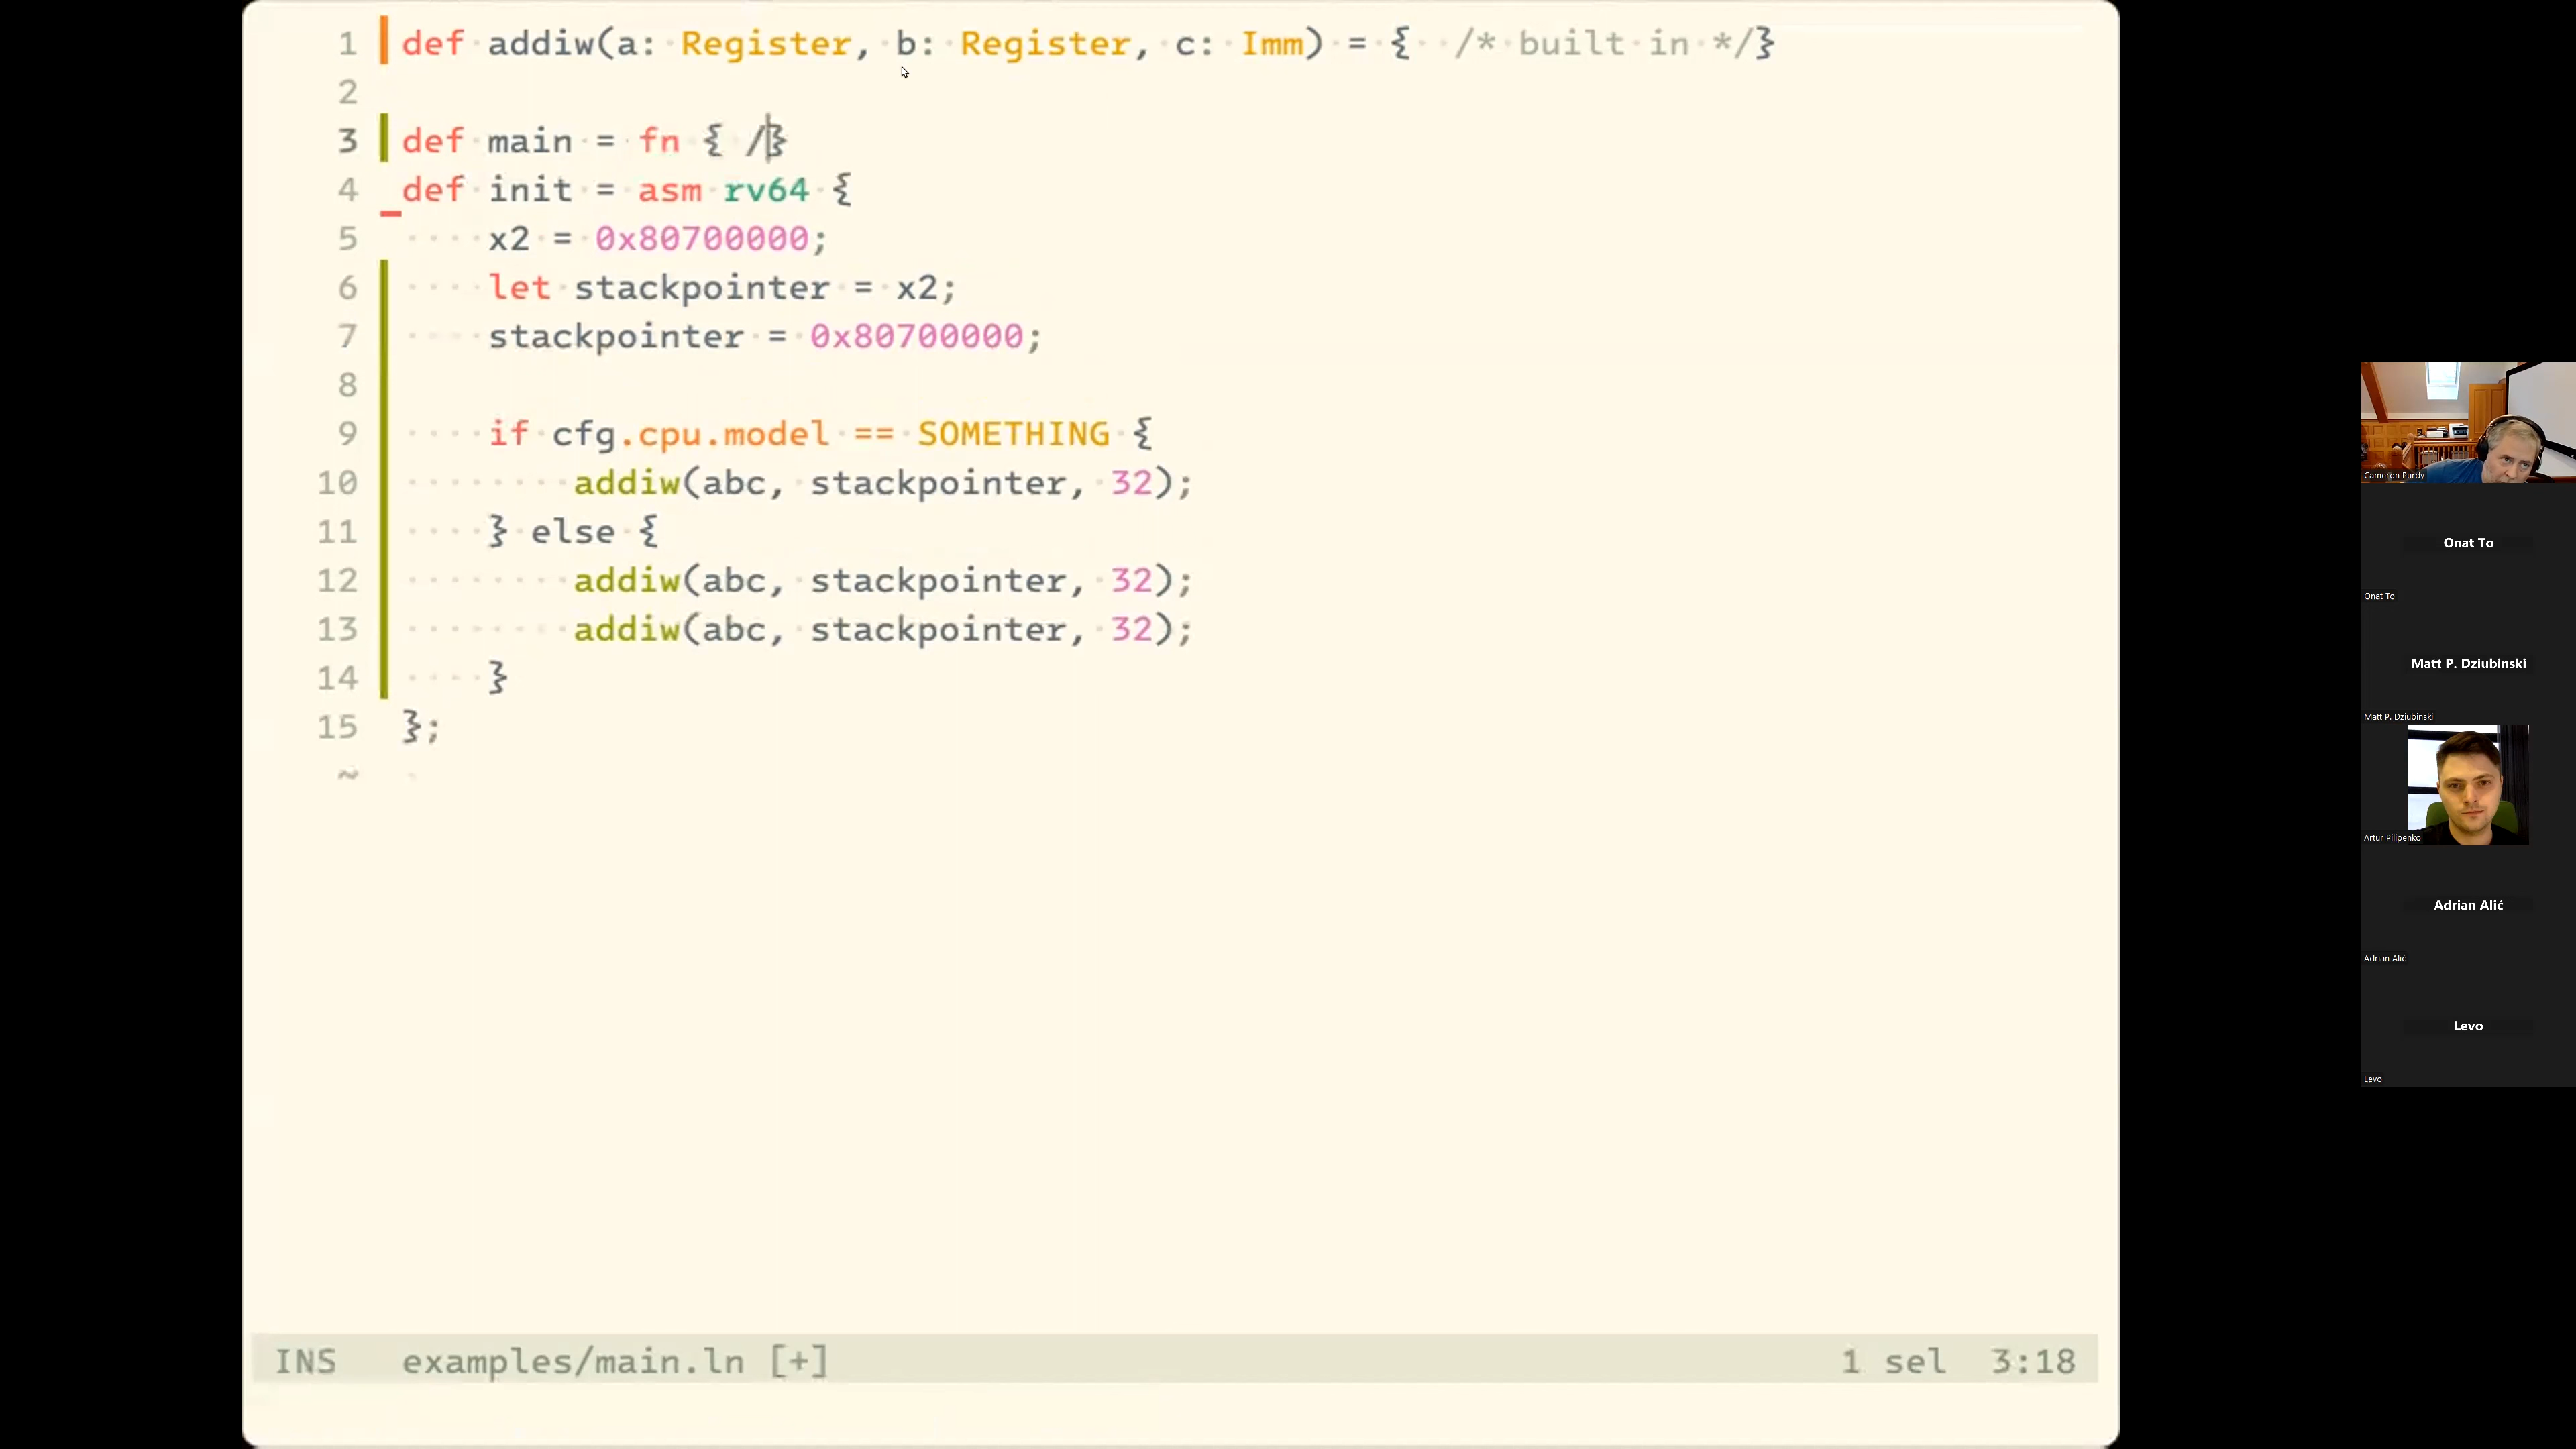 1 def addiw(a: Register, b: Register, c: Imm) = { /* built in */}
2
3 def main = fn { /}
4 def init = asm rv64 {
5 x2 = 0x80700000;
6 let stackpointer = x2;
7 stackpointer = 0x80700000;
8
9 if cfg.cpu.model == SOMETHING {
10 addiw(abc, stackpointer, 32);
11 } else {
12 addiw(abc, stackpointer, 32);
13 addiw(abc, stackpointer, 32);
14 }
15 };
~
INS examples/main.ln [+] 1 sel 3:18
Cameron Purdy
Onat To
Onat To
Matt P. Dziubinski
Matt P. Dziubinski
Artur Pilipenko
Adrian Alić
Adrian Alić
Levo
Levo